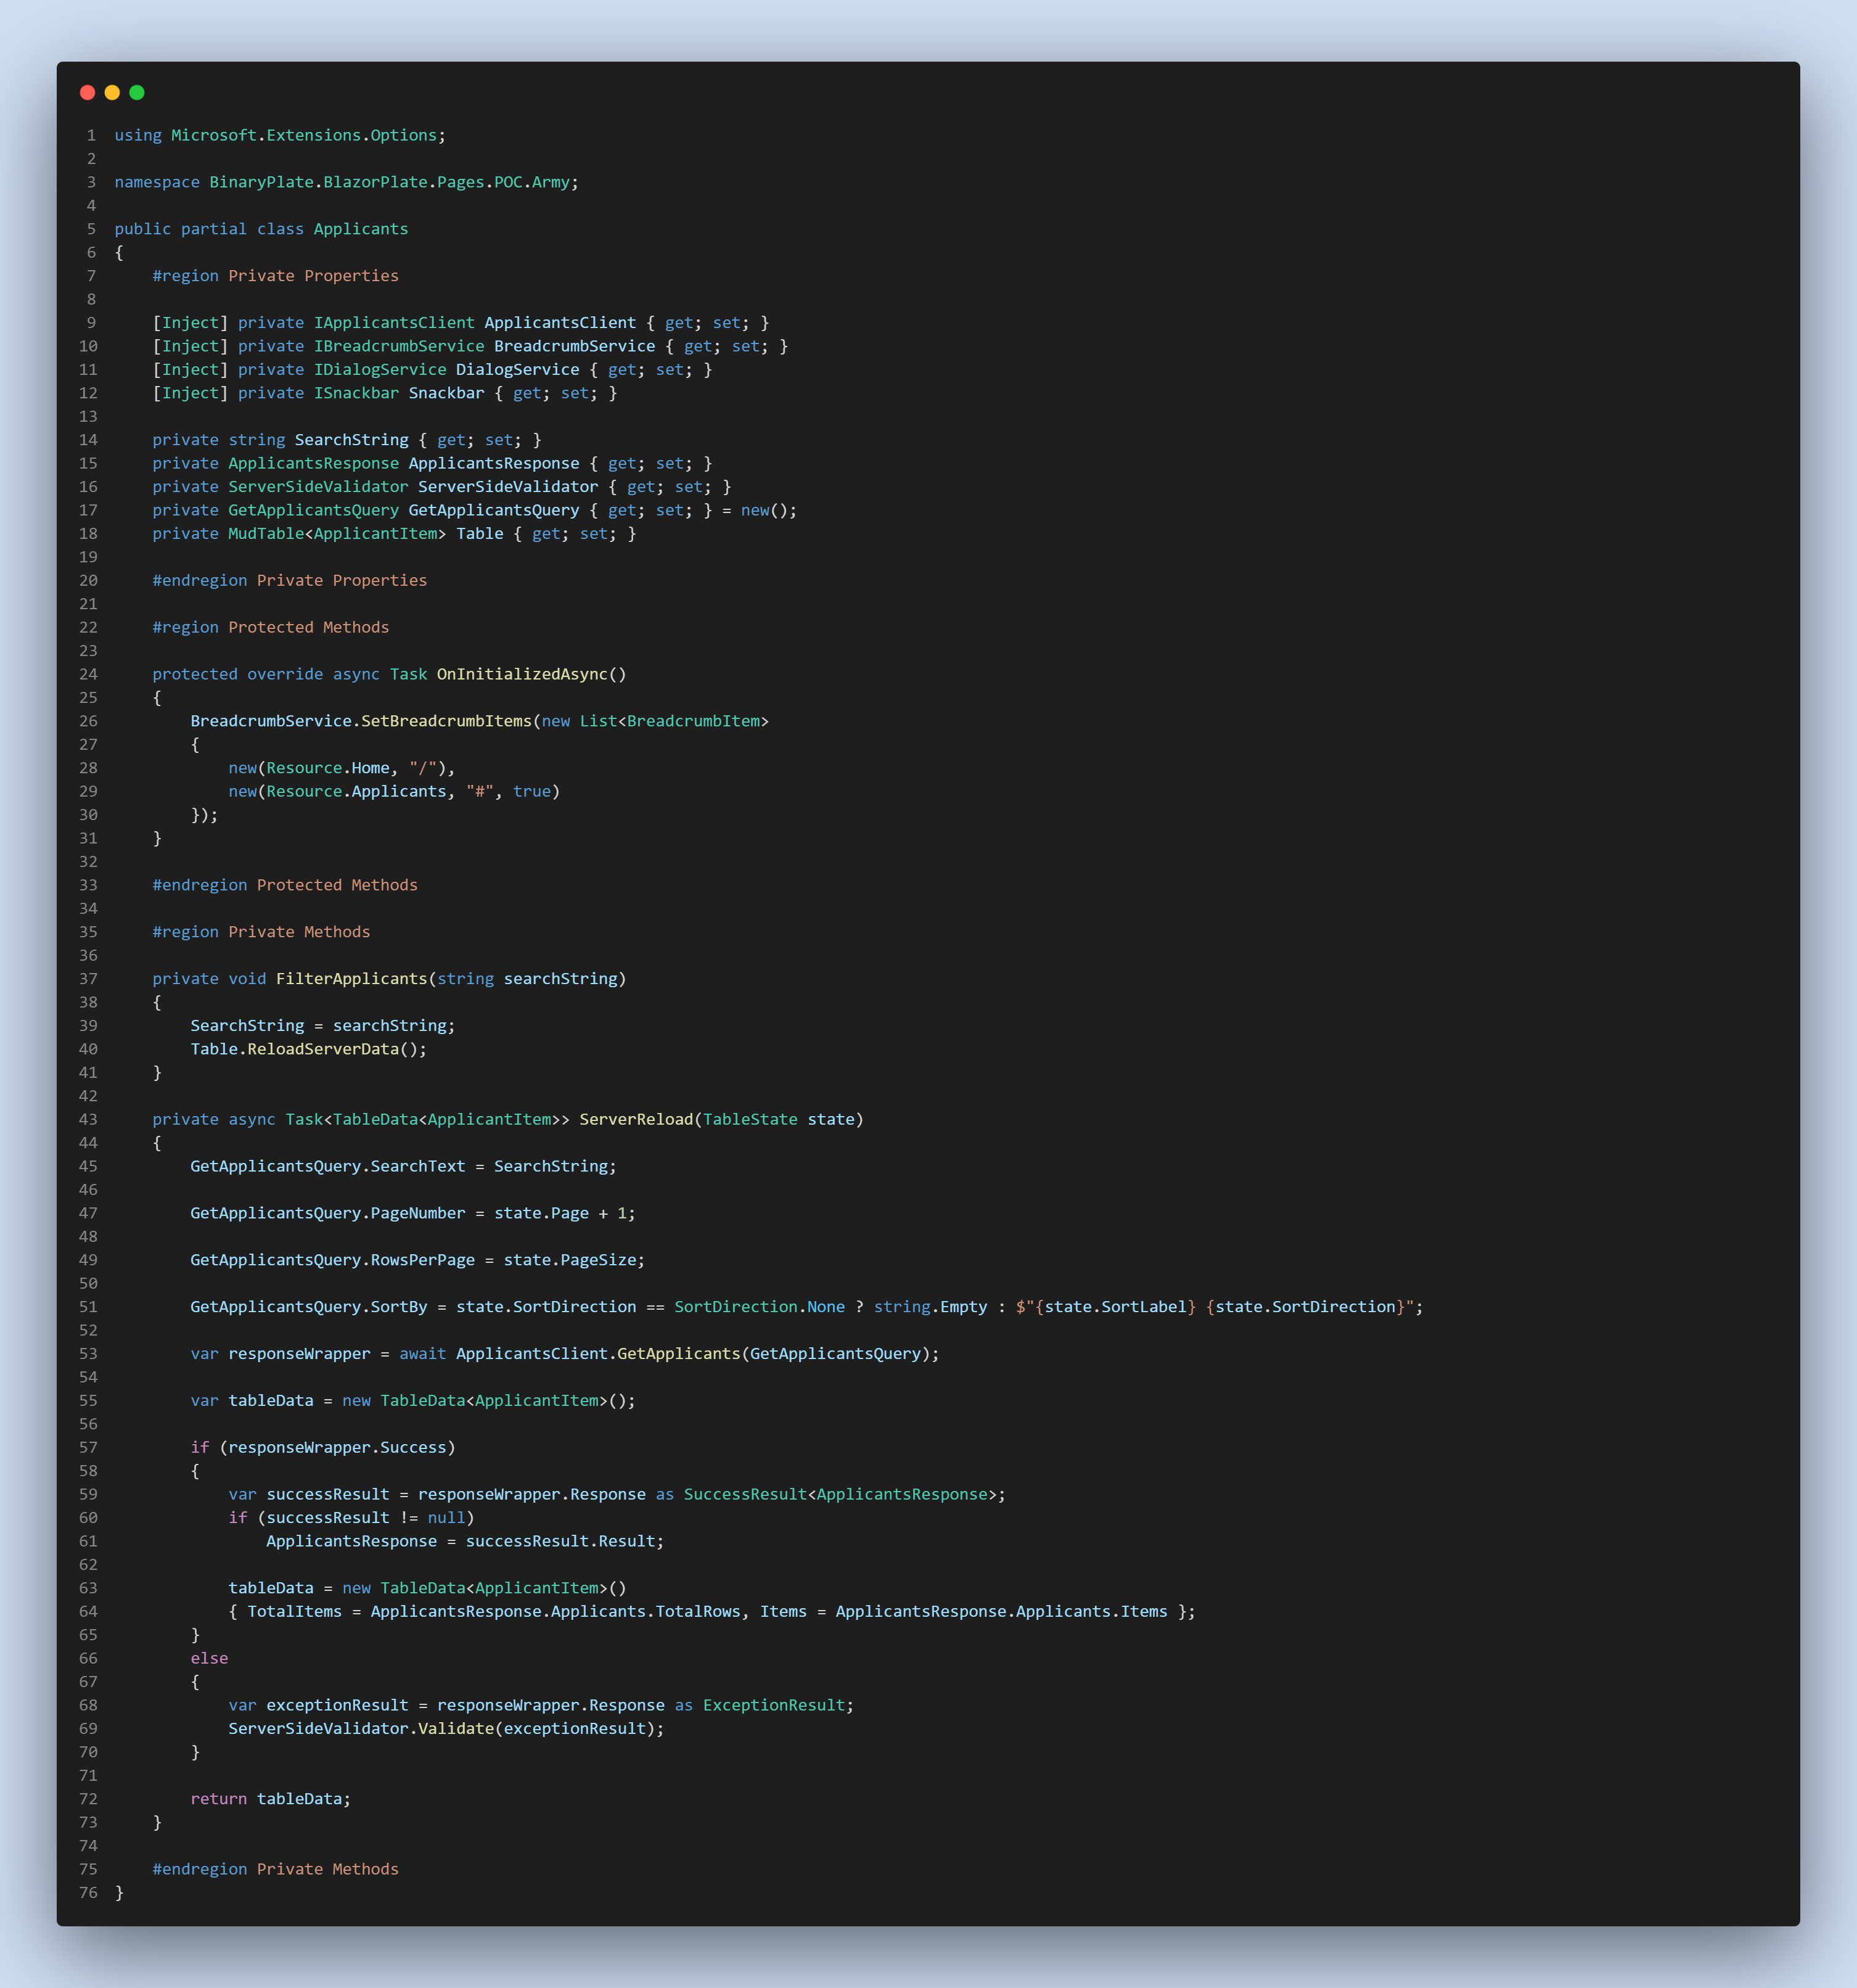 1 using Microsoft.Extensions.Options;
2
3 namespace BinaryPlate.BlazorPlate.Pages.POC.Army;
4
5 public partial class Applicants
6 {
7     #region Private Properties
8
9     [Inject] private IApplicantsClient ApplicantsClient { get; set; }
10     [Inject] private IBreadcrumbService BreadcrumbService { get; set; }
11     [Inject] private IDialogService DialogService { get; set; }
12     [Inject] private ISnackbar Snackbar { get; set; }
13
14     private string SearchString { get; set; }
15     private ApplicantsResponse ApplicantsResponse { get; set; }
16     private ServerSideValidator ServerSideValidator { get; set; }
17     private GetApplicantsQuery GetApplicantsQuery { get; set; } = new();
18     private MudTable<ApplicantItem> Table { get; set; }
19
20     #endregion Private Properties
21
22     #region Protected Methods
23
24     protected override async Task OnInitializedAsync()
25     {
26         BreadcrumbService.SetBreadcrumbItems(new List<BreadcrumbItem>
27         {
28             new(Resource.Home, "/"),
29             new(Resource.Applicants, "#", true)
30         });
31     }
32
33     #endregion Protected Methods
34
35     #region Private Methods
36
37     private void FilterApplicants(string searchString)
38     {
39         SearchString = searchString;
40         Table.ReloadServerData();
41     }
42
43     private async Task<TableData<ApplicantItem>> ServerReload(TableState state)
44     {
45         GetApplicantsQuery.SearchText = SearchString;
46
47         GetApplicantsQuery.PageNumber = state.Page + 1;
48
49         GetApplicantsQuery.RowsPerPage = state.PageSize;
50
51         GetApplicantsQuery.SortBy = state.SortDirection == SortDirection.None ? string.Empty : $"{state.SortLabel} {state.SortDirection}";
52
53         var responseWrapper = await ApplicantsClient.GetApplicants(GetApplicantsQuery);
54
55         var tableData = new TableData<ApplicantItem>();
56
57         if (responseWrapper.Success)
58         {
59             var successResult = responseWrapper.Response as SuccessResult<ApplicantsResponse>;
60             if (successResult != null)
61                 ApplicantsResponse = successResult.Result;
62
63             tableData = new TableData<ApplicantItem>()
64             { TotalItems = ApplicantsResponse.Applicants.TotalRows, Items = ApplicantsResponse.Applicants.Items };
65         }
66         else
67         {
68             var exceptionResult = responseWrapper.Response as ExceptionResult;
69             ServerSideValidator.Validate(exceptionResult);
70         }
71
72         return tableData;
73     }
74
75     #endregion Private Methods
76 }